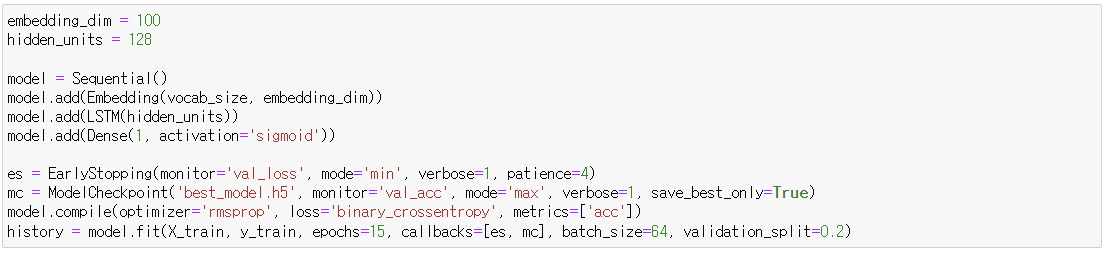 embedding_dim = 100
hidden_units = 128
model = Sequential()
model.add(Embedding(vocab_size, embedding_dim))
model.add(LSTM(hidden_units))
model.add(Dense(1, activation='sigmoid'))
es = EarlyStopping(monitor='val_loss', mode='min', verbose=1, patience=4)
mc = ModelCheckpoint('best_model.h5', monitor='val_acc', mode='max', verbose=1, save_best_only=True)
model.compile(optimizer='rmsprop', loss='binary_crossentropy', metrics=['acc'])
history = model.fit(X_train, y_train, epochs=15, callbacks=[es, mc], batch_size=64, validation_split=0.2)